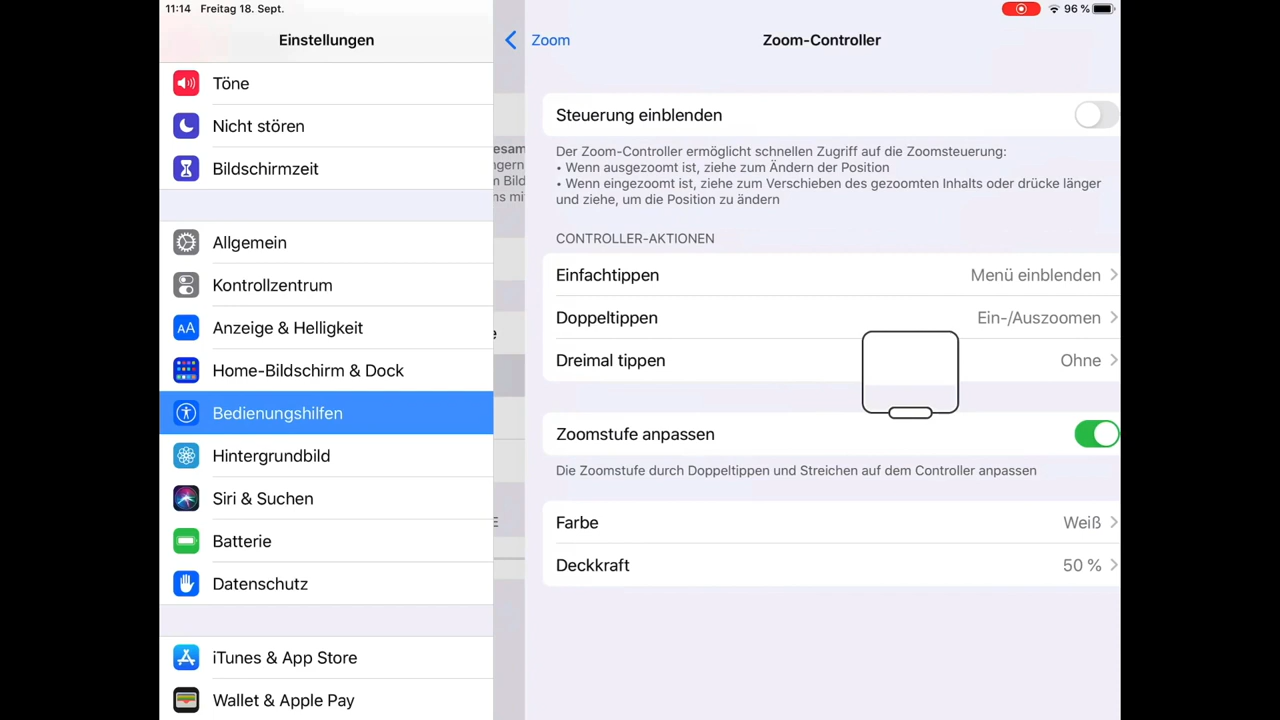 11:14 Freitag 18. Sept.
96 %
Einstellungen
Töne
Nicht stören
Bildschirmzeit
Allgemein
Kontrollzentrum
Anzeige & Helligkeit
Home-Bildschirm & Dock
Bedienungshilfen
Hintergrundbild
Siri & Suchen
Batterie
Datenschutz
iTunes & App Store
Wallet & Apple Pay
Zoom
Zoom-Controller
Steuerung einblenden
Der Zoom-Controller ermöglicht schnellen Zugriff auf die Zoomsteuerung:
• Wenn ausgezoomt ist, ziehe zum Ändern der Position
• Wenn eingezoomt ist, ziehe zum Verschieben des gezoomten Inhalts oder drücke länger
und ziehe, um die Position zu ändern
CONTROLLER-AKTIONEN
Einfachtippen Menü einblenden
Doppeltippen Ein-/Auszoomen
Dreimal tippen Ohne
Zoomstufe anpassen
Die Zoomstufe durch Doppeltippen und Streichen auf dem Controller anpassen
Farbe Weiß
Deckkraft 50 %